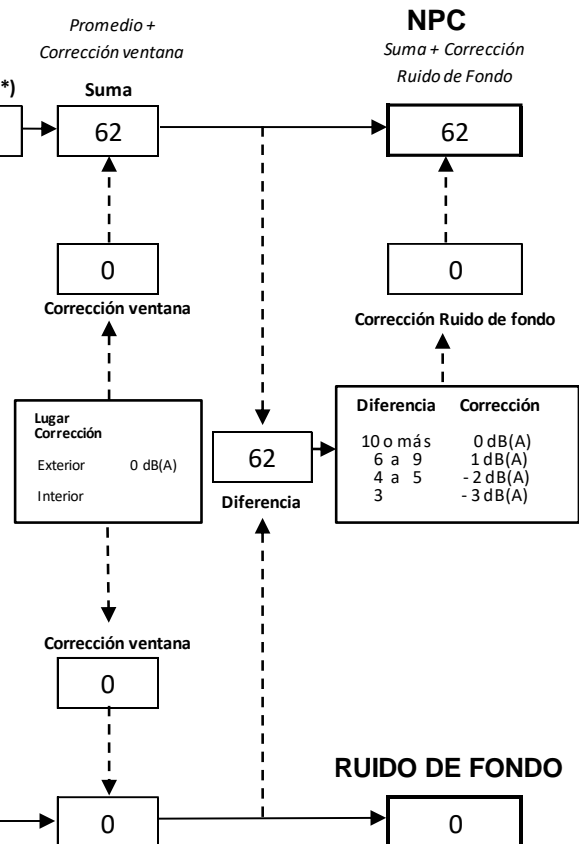 Promedio +
Corrección ventana
NPC
Suma + Corrección
Ruido de Fondo
*)
Suma
62
62
0
0
Corrección ventana
Corrección Ruido de fondo
Lugar
Corrección
Exterior 0 dB(A)
Interior
62
Diferencia
Diferencia Corrección
10 o más 0 dB(A)
6 a 9 1 dB(A)
4 a 5 - 2 dB(A)
3 - 3 dB(A)
Corrección ventana
0
RUIDO DE FONDO
0
0